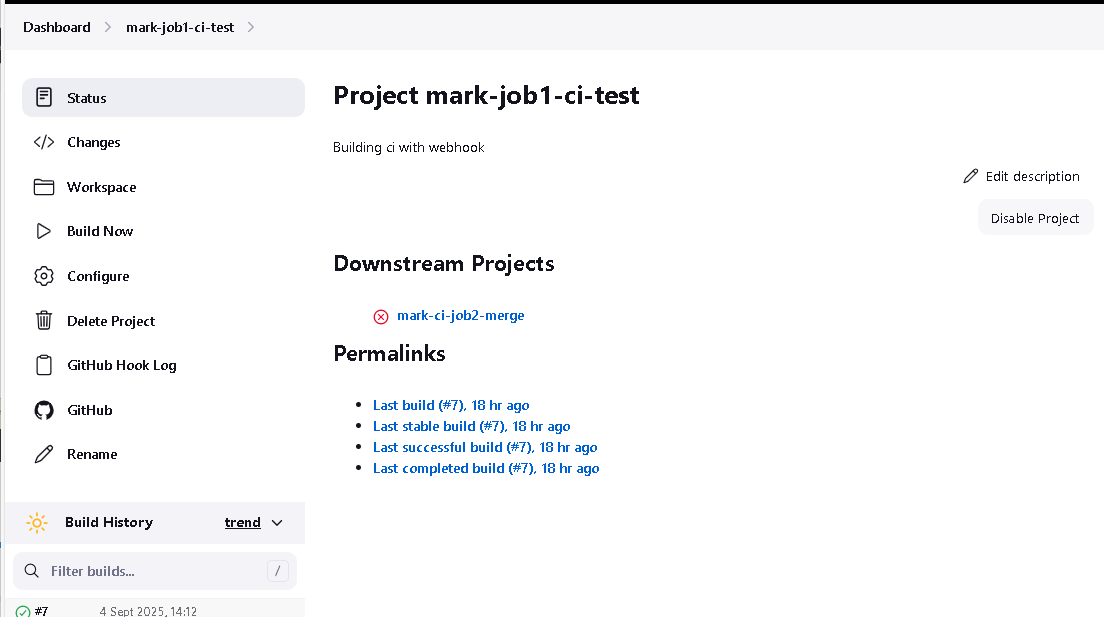 Dashboard
mark-job1-ci-test
Status
Changes
Workspace
Build Now
Configure
Delete Project
GitHub Hook Log
GitHub
Rename
Build History
trend
Filter builds...
/
#7
4 Sept 2025, 14:12
Project mark-job1-ci-test
Building ci with webhook
Edit description
Disable Project
Downstream Projects
mark-ci-job2-merge
Permalinks
Last build (#7), 18 hr ago
Last stable build (#7), 18 hr ago
Last successful build (#7), 18 hr ago
Last completed build (#7), 18 hr ago